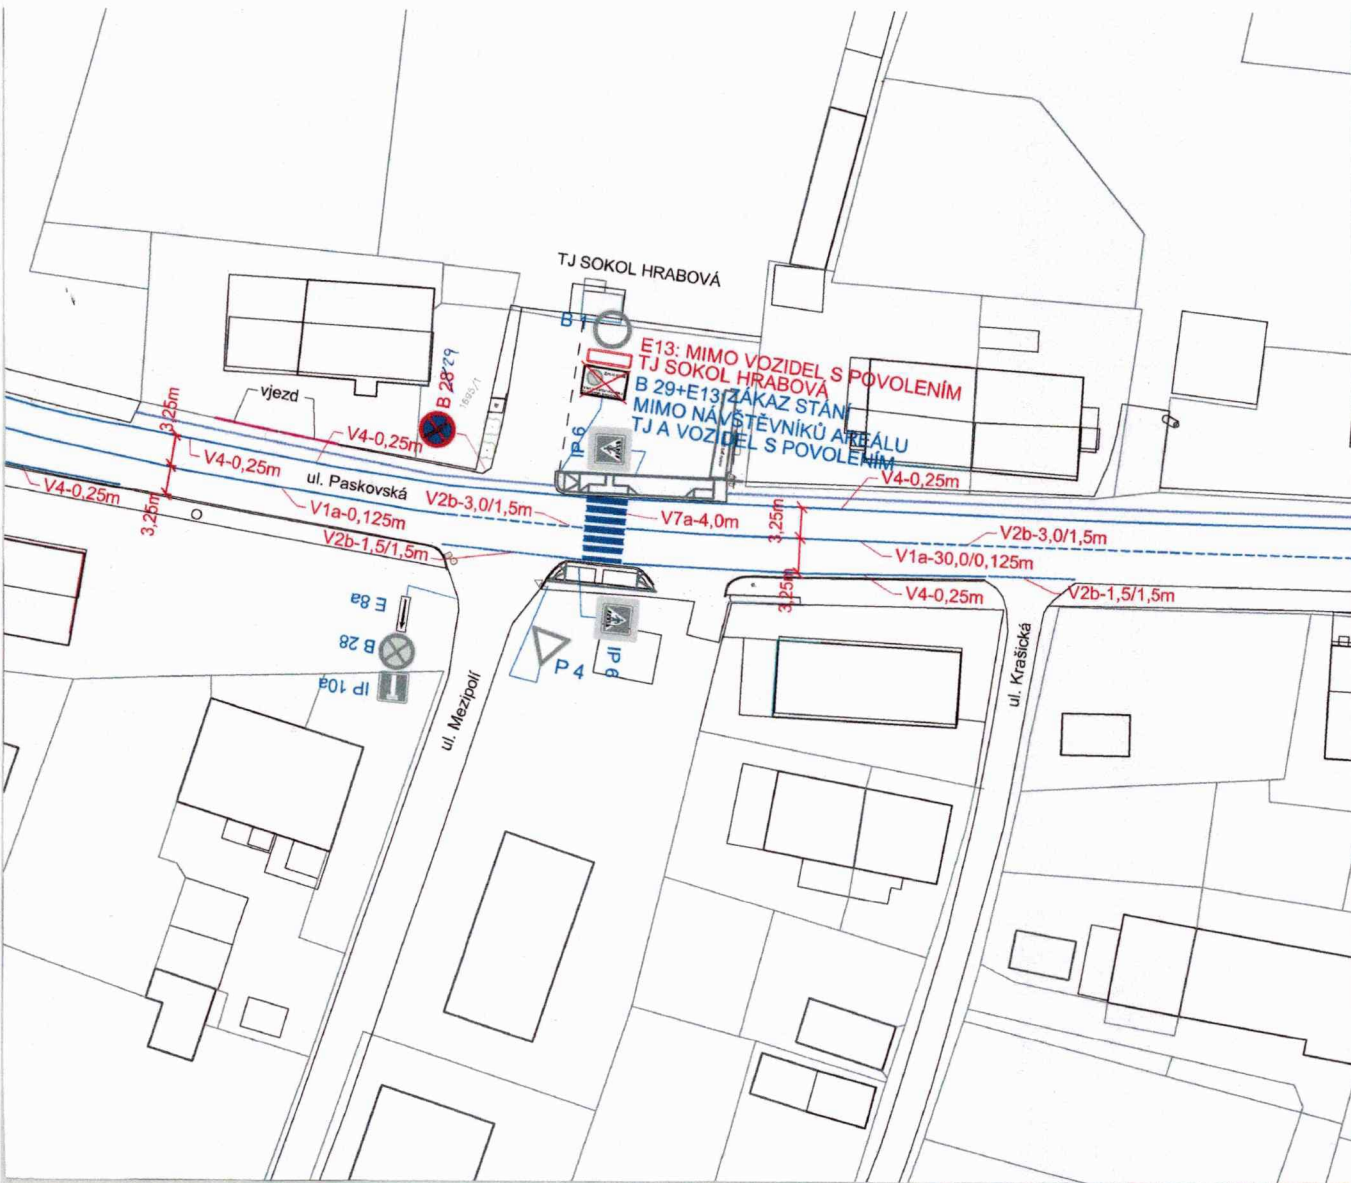 TJ SOKOL HRABOVÁ
B 1
E13: MIMO VOZIDEL S POVOLENÍM
TJ SOKOL HRABOVÁ
B 29+E13: ZÁKAZ STÁNÍ
MIMO NÁVŠTĚVNÍKŮ AREÁLU
TJ A VOZIDEL S POVOLENÍM
B 28
29
1695/1
IP 6
vjezd
3,25m
V4-0,25m
V4-0,25m
V4-0,25m
V4-0,25m
ul. Paskovská
V2b-3,0/1,5m
V7a-4,0m
3,25m
V2b-3,0/1,5m
3,25m
V1a-0,125m
V2b-1,5/1,5m
V1a-30,0/0,125m
3,25m
V4-0,25m
V2b-1,5/1,5m
E 8a
B 28
IP 10a
P 4
IP 6
ul. Mezipolí
ul. Krašická